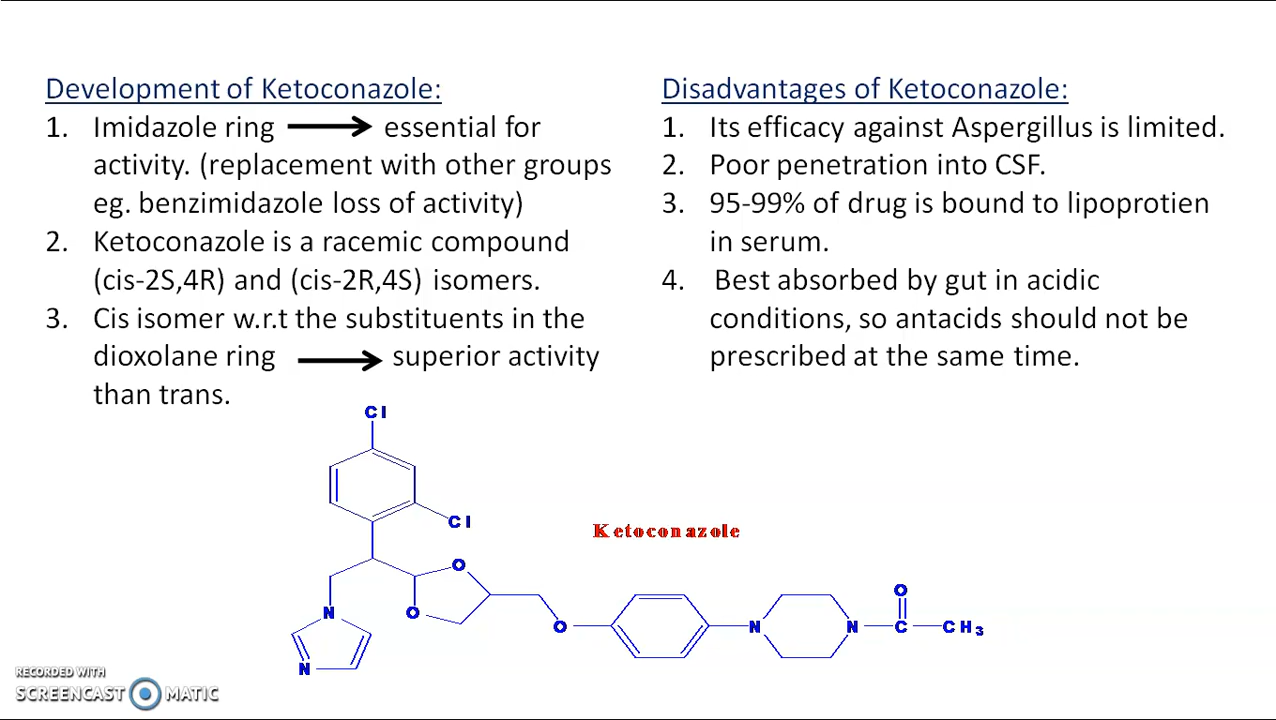 Development of Ketoconazole:
1. Imidazole ring ⟶ essential for
activity. (replacement with other groups
eg. benzimidazole loss of activity)
2. Ketoconazole is a racemic compound
(cis-2S,4R) and (cis-2R,4S) isomers.
3. Cis isomer w.r.t the substituents in the
dioxolane ring ⟶ superior activity
than trans.
Disadvantages of Ketoconazole:
1. Its efficacy against Aspergillus is limited.
2. Poor penetration into CSF.
3. 95-99% of drug is bound to lipoprotien
in serum.
4. Best absorbed by gut in acidic
conditions, so antacids should not be
prescribed at the same time.
Cl
Cl
Ketoconazole
O
O
N
N
O
N
N
O
C
CH3
RECORDED WITH
SCREENCAST MATIC